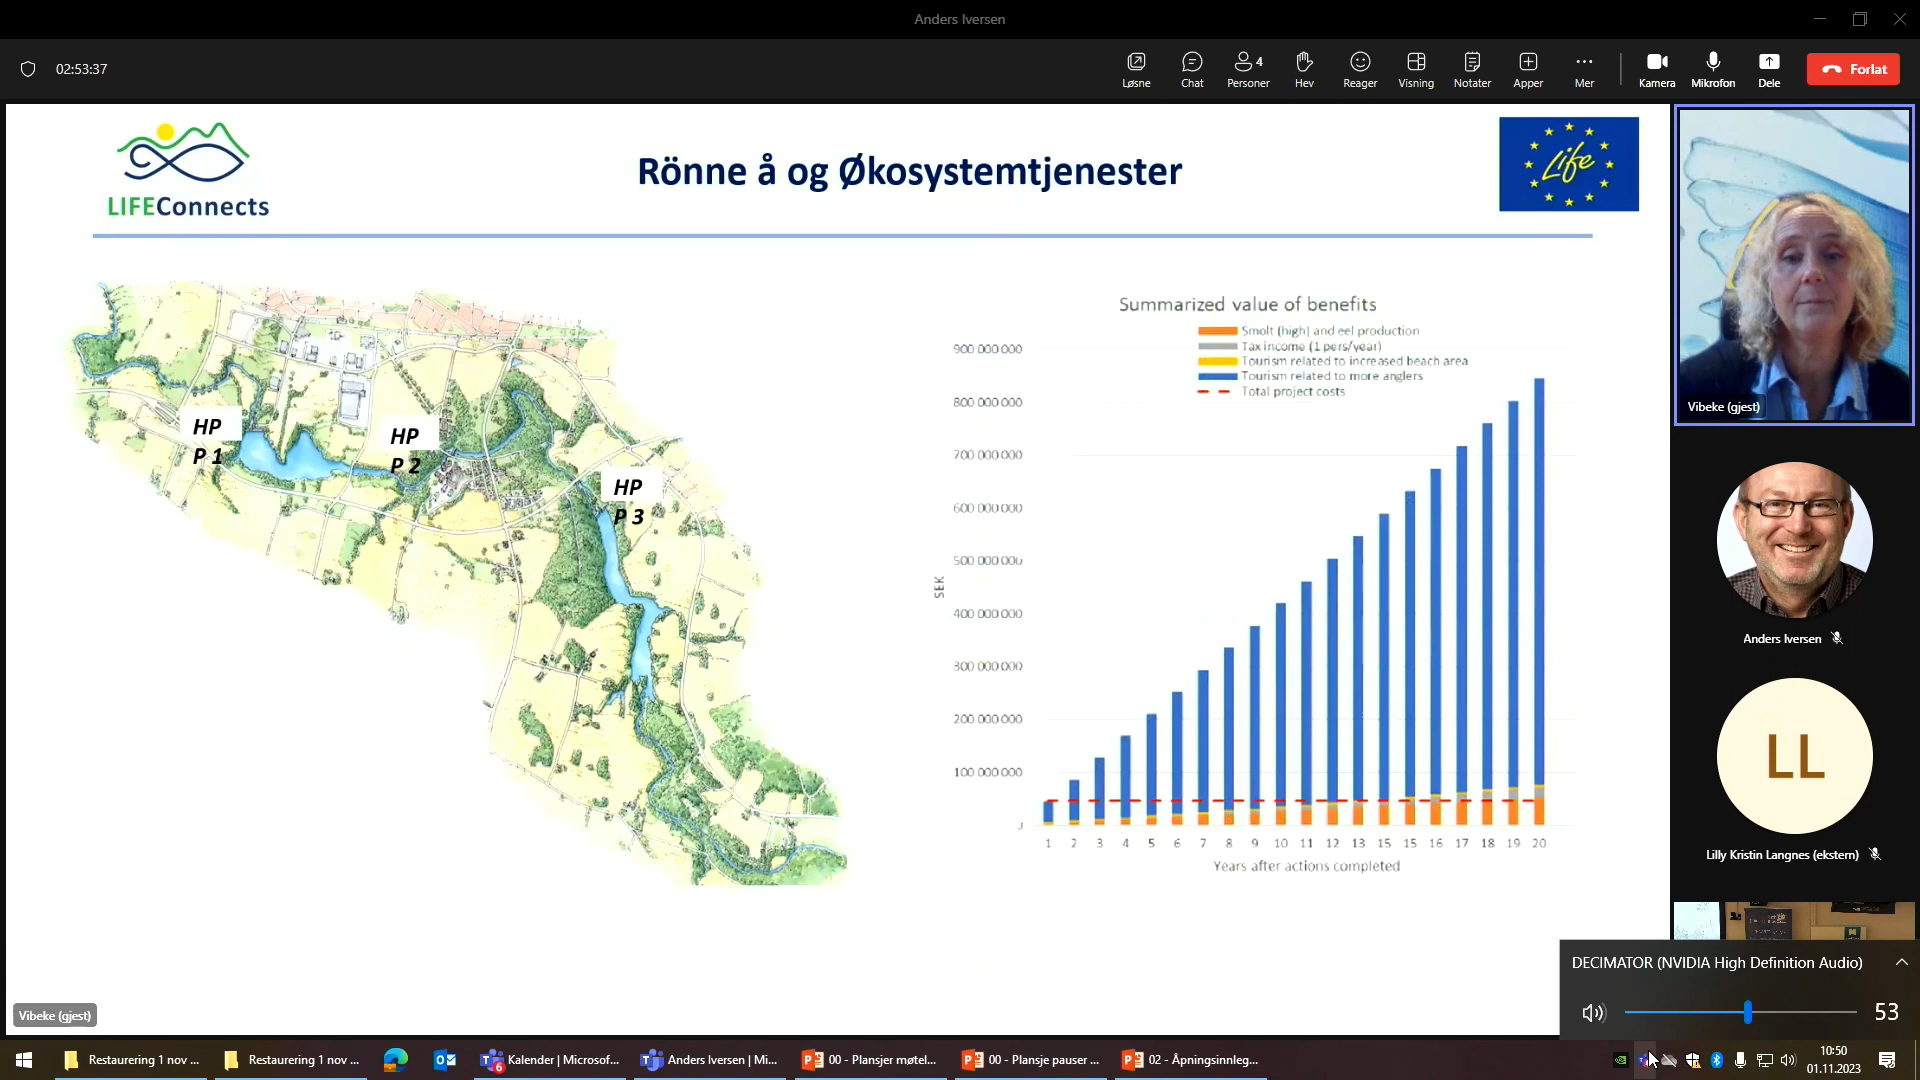 Anders Iversen
02:53:37
Løsne
Chat
4
Personer
Hev
Reager
Visning
Notater
Apper
Mer
Kamera
Mikrofon
Dele
Forlat
LIFEConnects
Rönne å og Økosystemtjenester
Life
HP
P 1
HP
P 2
HP
P 3
Summarized value of benefits
Smolt (high) and eel production
Tax income (1 pers/year)
Tourism related to increased beach area
Tourism related to more anglers
Total project costs
900 000 000
800 000 000
700 000 000
600 000 000
500 000 000
400 000 000
300 000 000
200 000 000
100 000 000
SEK
1 2 3 4 5 6 7 8 9 10 11 12 13 15 15 16 17 18 19 20
Years after actions completed
Vibeke (gjest)
Anders Iversen
LL
Lilly Kristin Langnes (ekstern)
DECIMATOR (NVIDIA High Definition Audio)
53
Vibeke (gjest)
Restaurering 1 nov ...
Restaurering 1 nov ...
6
Kalender | Microsof...
Anders Iversen | Mi...
00 - Plansjer møtel...
00 - Plansje pauser ...
02 - Åpningsinnleg...
10:50
01.11.2023